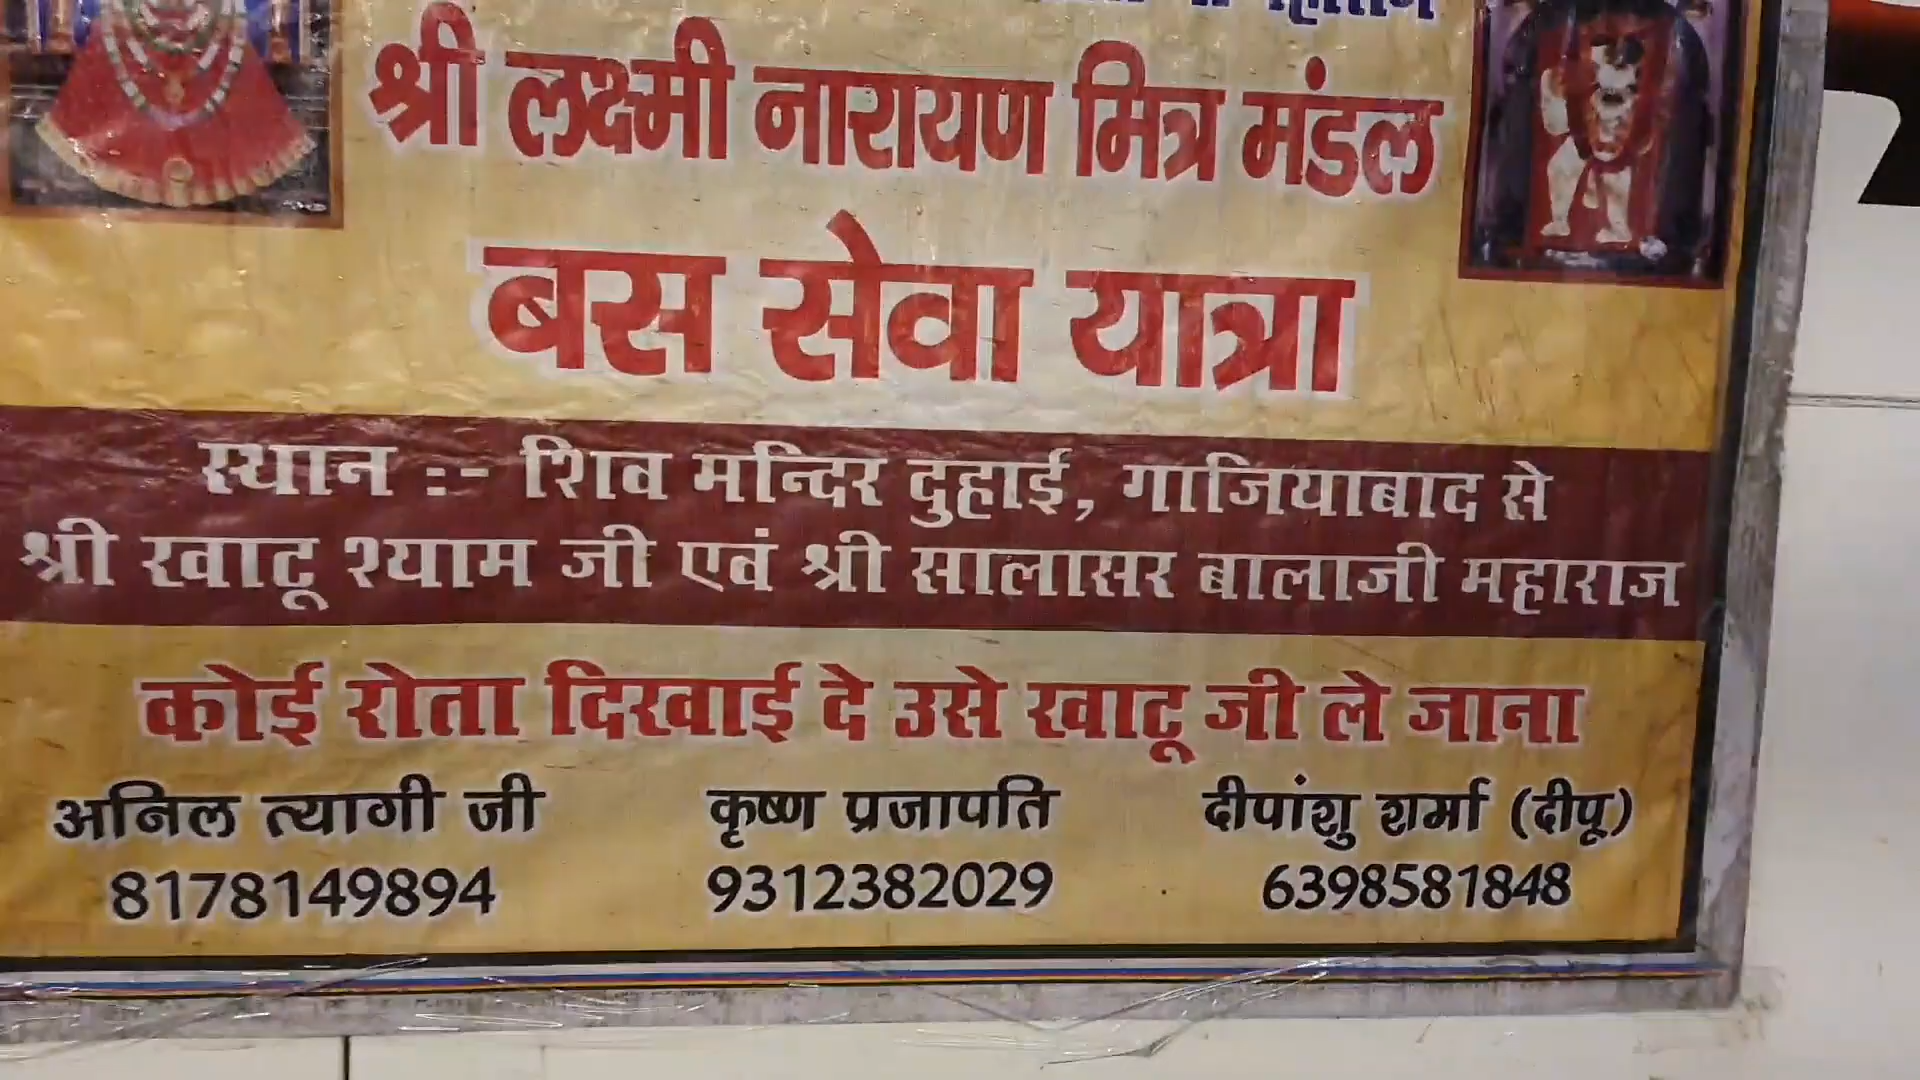 श्री लक्ष्मी नारायण मित्र मंडल
बस सेवा यात्रा
स्थान :- शिव मन्दिर दुहाई, गाजियाबाद से
श्री खाटू श्याम जी एवं श्री सालासर बालाजी महाराज
कोई रोता दिखाई दे उसे खाटू जी ले जाना
अनिल त्यागी जी कृष्ण प्रजापति दीपांशु शर्मा (दीपू)
8178149894 9312382029 6398581848